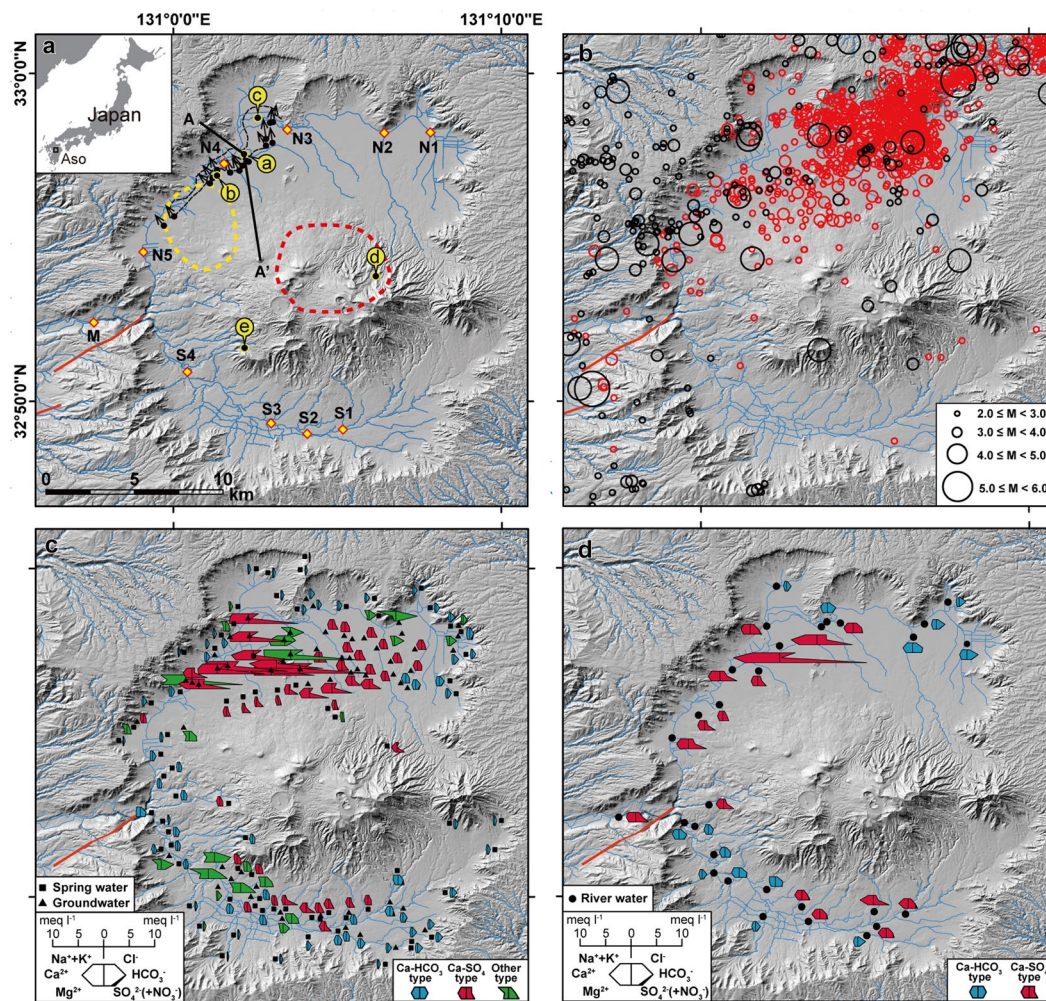 131°0'0"E
131°10'0"E
a
Japan
Aso
33°0'0"N
32°50'0"N
c
A
N3
N2
N1
N4
a
b
N5
A'
d
M
e
S4
S3
S2
S1
0 5 10
km
b
2.0 ≤ M < 3.0
3.0 ≤ M < 4.0
4.0 ≤ M < 5.0
5.0 ≤ M < 6.0
c
Spring water
Groundwater
meq l⁻¹ meq l⁻¹
10 5 0 5 10
Na⁺+K⁺ Cl⁻
Ca²⁺ HCO₃⁻
Mg²⁺ SO₄²⁻(+NO₃⁻)
Ca-HCO₃ type
Ca-SO₄ type
Other type
d
River water
meq l⁻¹ meq l⁻¹
10 5 0 5 10
Na⁺+K⁺ Cl⁻
Ca²⁺ HCO₃⁻
Mg²⁺ SO₄²⁻(+NO₃⁻)
Ca-HCO₃ type
Ca-SO₄ type